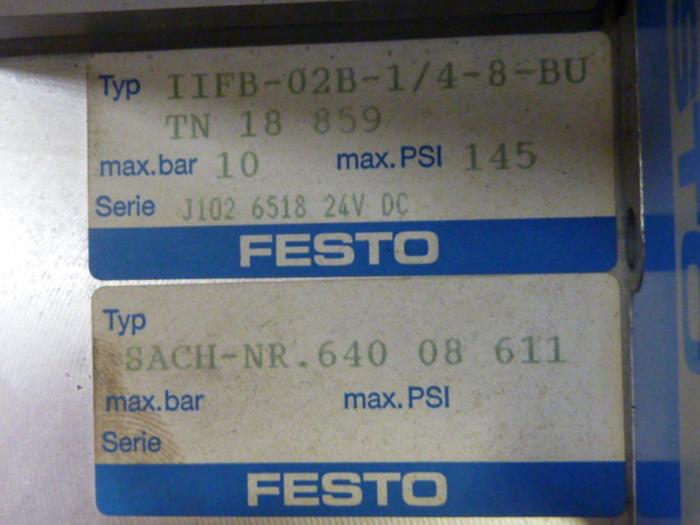 Typ IIFB-02B-1/4-8-BU
TN 18 859
max.bar 10 max.PSI 145
Serie J102 6518 24V DC
FESTO
Typ
SACH-NR.640 08 611
max.bar max.PSI
Serie
FESTO